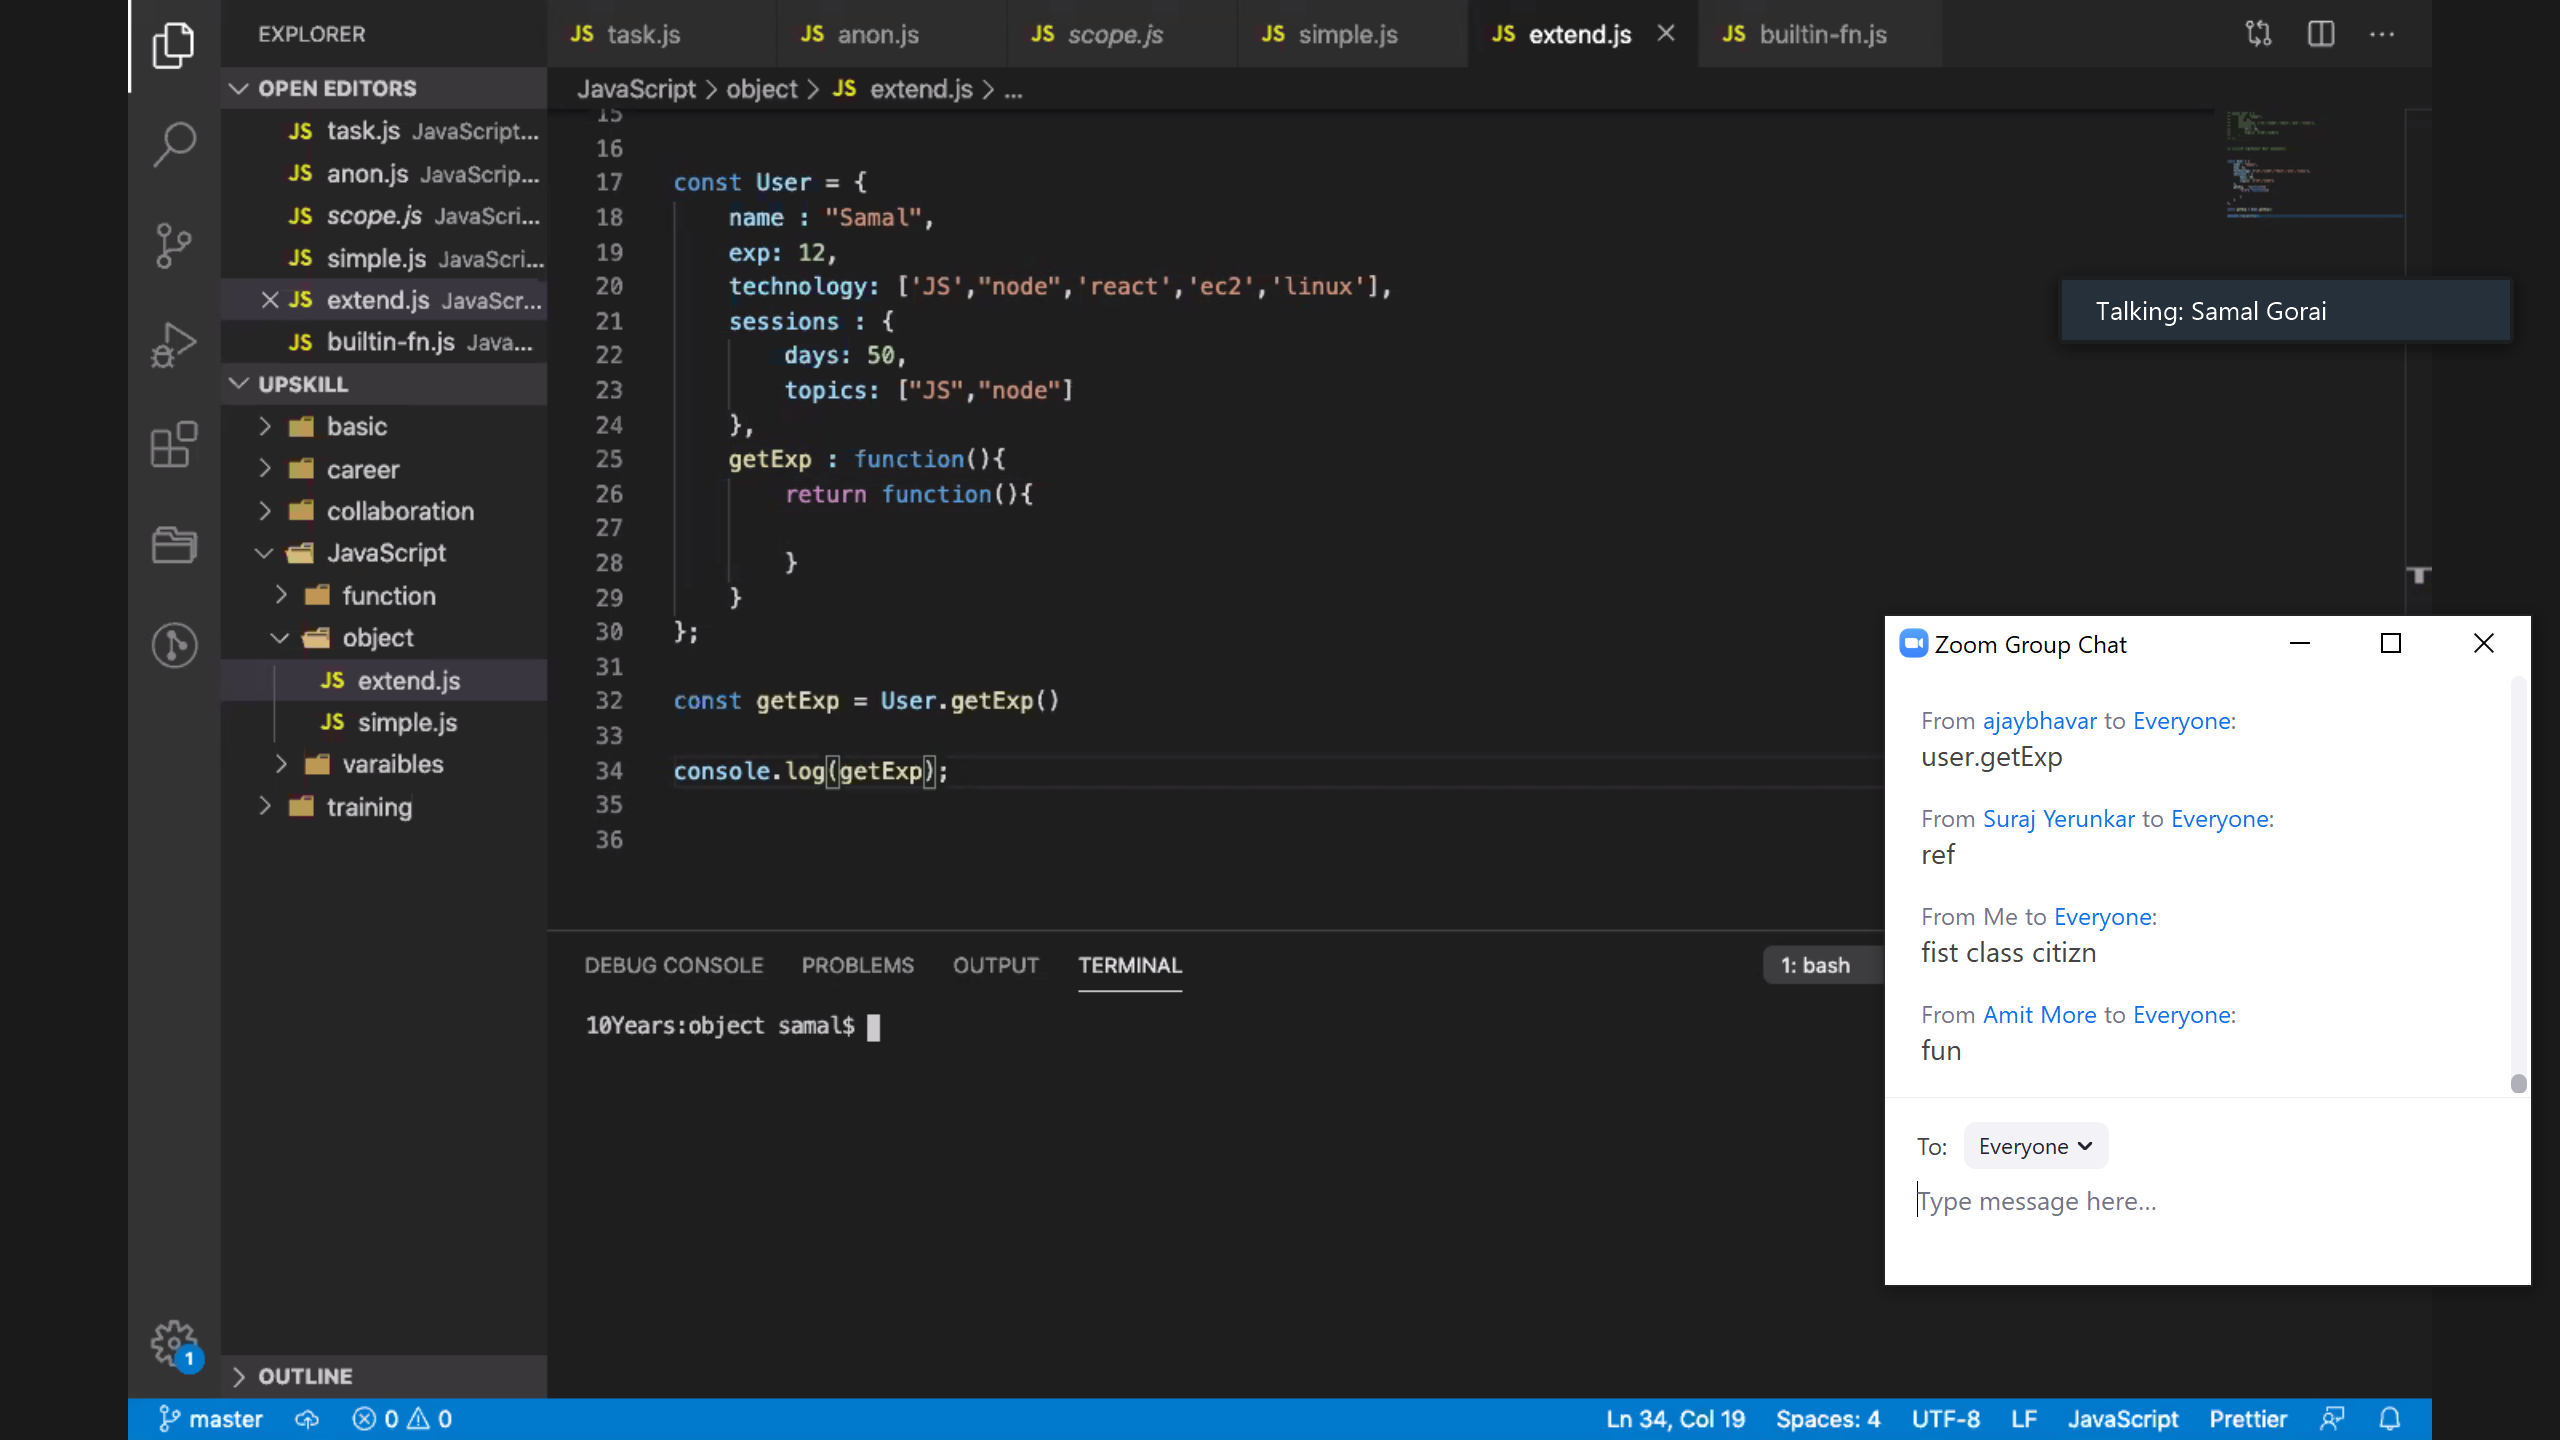 EXPLORER
OPEN EDITORS
JS task.js JavaScript...
JS anon.js JavaScrip...
JS scope.js JavaScri...
JS simple.js JavaScri...
JS extend.js JavaScr...
JS builtin-fn.js Java...
UPSKILL
basic
career
collaboration
JavaScript
function
object
JS extend.js
JS simple.js
varaibles
training
OUTLINE
JS task.js
JS anon.js
JS scope.js
JS simple.js
JS extend.js
JS builtin-fn.js
JavaScript > object > JS extend.js > ...
15
16
17 const User = {
18 name : "Samal",
19 exp: 12,
20 technology: ['JS',"node",'react','ec2','linux'],
21 sessions : {
22 days: 50,
23 topics: ["JS","node"]
24 },
25 getExp : function(){
26 return function(){
27
28 }
29 }
30 };
31
32 const getExp = User.getExp()
33
34 console.log(getExp);
35
36
Talking: Samal Gorai
DEBUG CONSOLE PROBLEMS OUTPUT TERMINAL
1: bash
10Years:object samal$
Zoom Group Chat
From ajaybhavar to Everyone:
user.getExp
From Suraj Yerunkar to Everyone:
ref
From Me to Everyone:
fist class citizn
From Amit More to Everyone:
fun
To: Everyone
Type message here...
1
master 0 0
Ln 34, Col 19 Spaces: 4 UTF-8 LF JavaScript Prettier